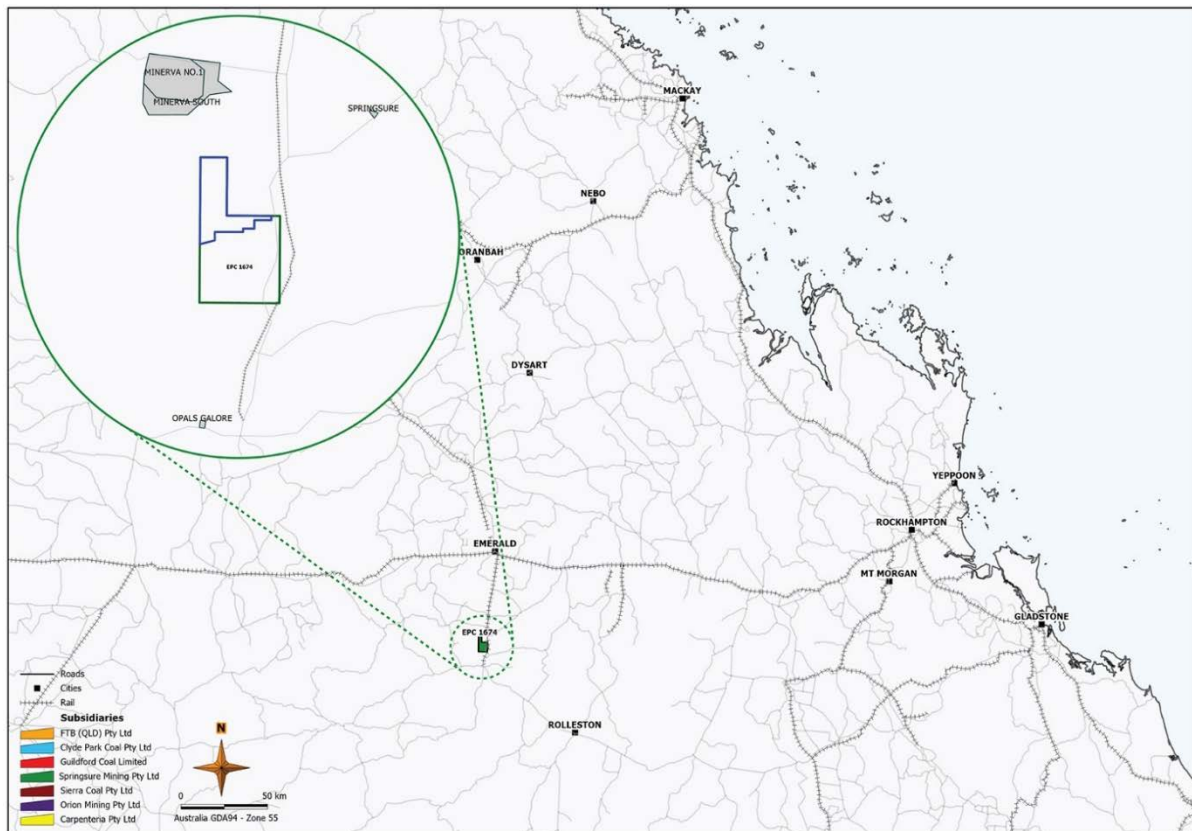 MINERVA NO.1
MINERVA SOUTH
SPRINGSURE
EPC 1674
OPALS GALORE
MACKAY
NEBO
ORANBAH
DYSART
YEPPOON
ROCKHAMPTON
EMERALD
MT MORGAN
GLADSTONE
EPC 1674
ROLLESTON
Roads
Cities
Rail
Subsidiaries
FTB (QLD) Pty Ltd
Clyde Park Coal Pty Ltd
Guildford Coal Limited
Springsure Mining Pty Ltd
Sierra Coal Pty Ltd
Orion Mining Pty Ltd
Carpenteria Pty Ltd
N
0 50 km
Australia GDA94 - Zone 55